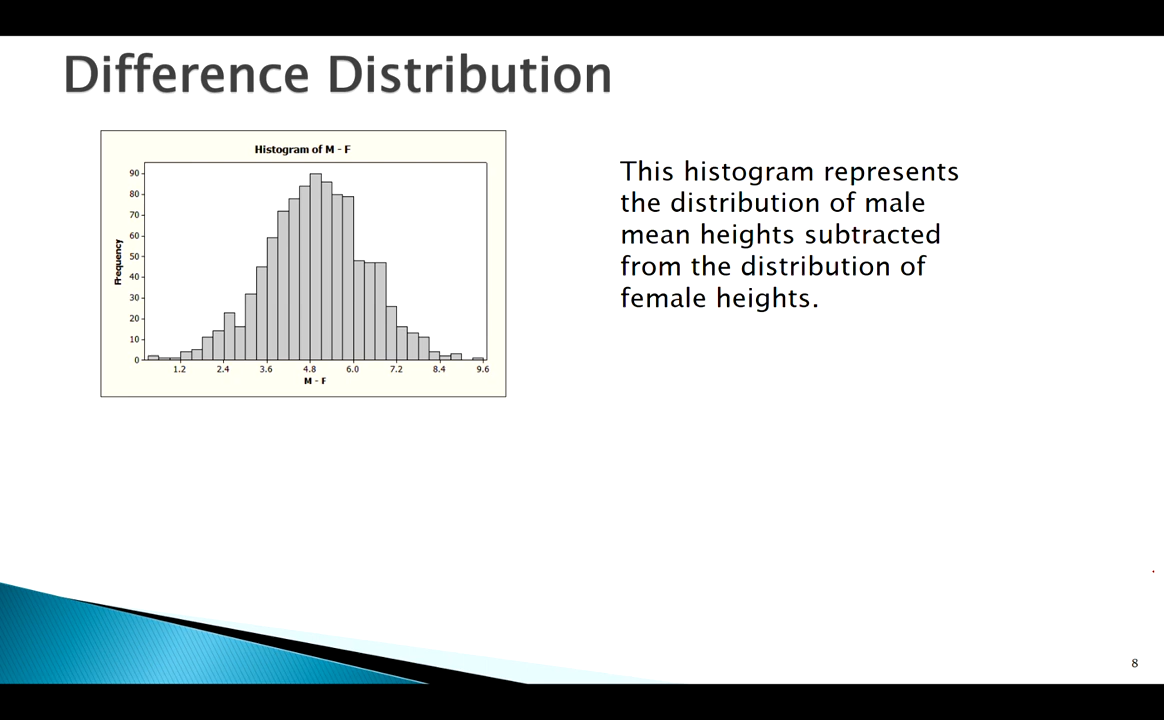 Difference Distribution
Histogram of M - F
90
80
70
60
50
40
30
20
10
0
Frequency
1.2 2.4 3.6 4.8 6.0 7.2 8.4 9.6
M - F
This histogram represents
the distribution of male
mean heights subtracted
from the distribution of
female heights.
8